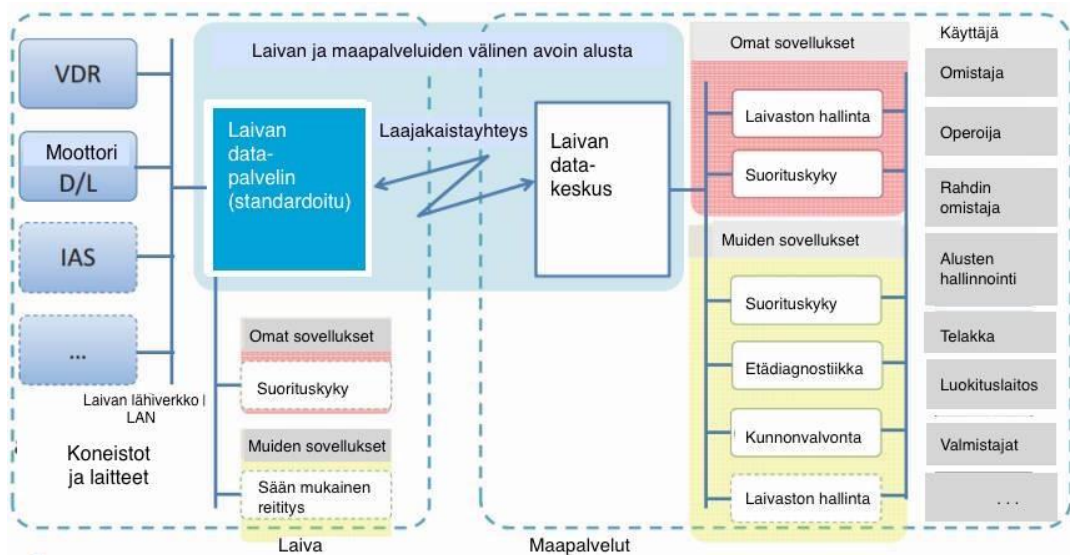 Laivan ja maapalveluiden välinen avoin alusta
VDR
Moottori
D/L
IAS
...
Laivan lähiverkko
LAN
Koneistot
ja laitteet
Laivan
data-
palvelin
(standardoitu)
Laajakaistayhteys
Laivan
data-
keskus
Omat sovellukset
Suorituskyky
Muiden sovellukset
Sään mukainen
reititys
Laiva
Omat sovellukset
Laivaston hallinta
Suorituskyky
Muiden sovellukset
Suorituskyky
Etädiagnostiikka
Kunnonvalvonta
Laivaston hallinta
Maapalvelut
Käyttäjä
Omistaja
Operoija
Rahdin
omistaja
Alusten
hallinnointi
Telakka
Luokituslaitos
Valmistajat
...